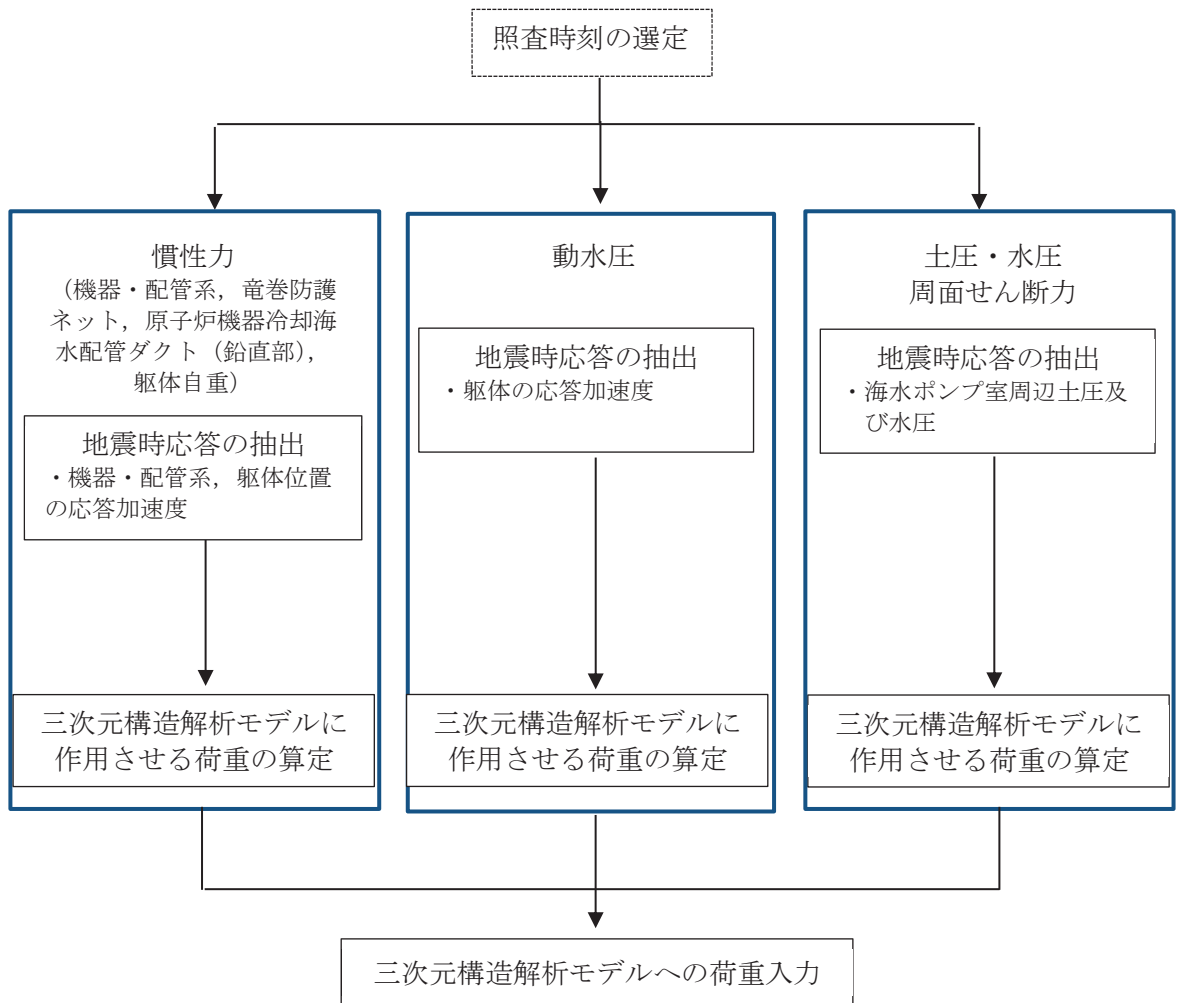 照査時刻の選定
慣性力
（機器・配管系，竜巻防護
ネット，原子炉機器冷却海
水配管ダクト（鉛直部），
躯体自重）
地震時応答の抽出
・機器・配管系，躯体位置
の応答加速度
三次元構造解析モデルに
作用させる荷重の算定
動水圧
地震時応答の抽出
・躯体の応答加速度
三次元構造解析モデルに
作用させる荷重の算定
土圧・水圧
周面せん断力
地震時応答の抽出
・海水ポンプ室周辺土圧及
び水圧
三次元構造解析モデルに
作用させる荷重の算定
三次元構造解析モデルへの荷重入力